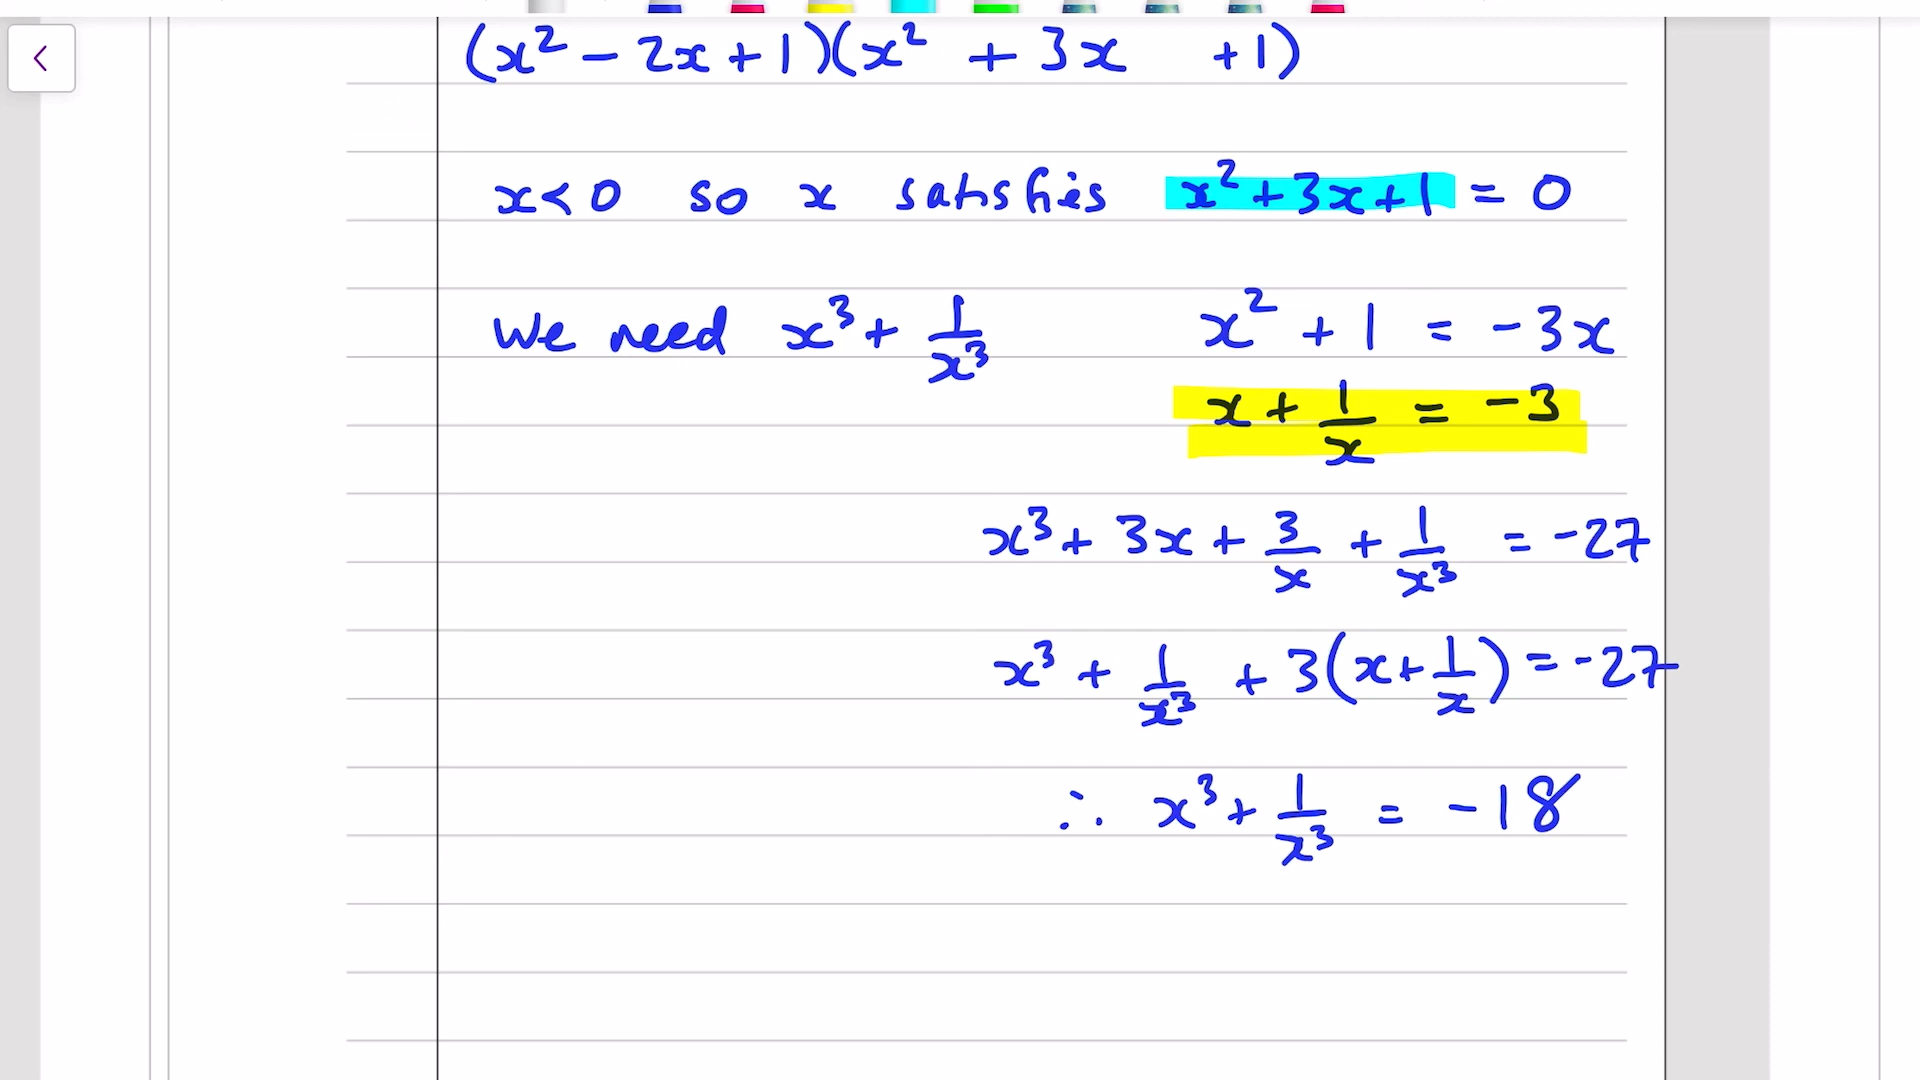 (x² − 2x + 1)(x² + 3x + 1)
x < 0 so x satisfies x² + 3x + 1 = 0
We need x³ + 1/x³
x² + 1 = −3x
x + 1/x = −3
x³ + 3x + 3/x + 1/x³ = −27
x³ + 1/x³ + 3(x + 1/x) = −27
∴ x³ + 1/x³ = −18